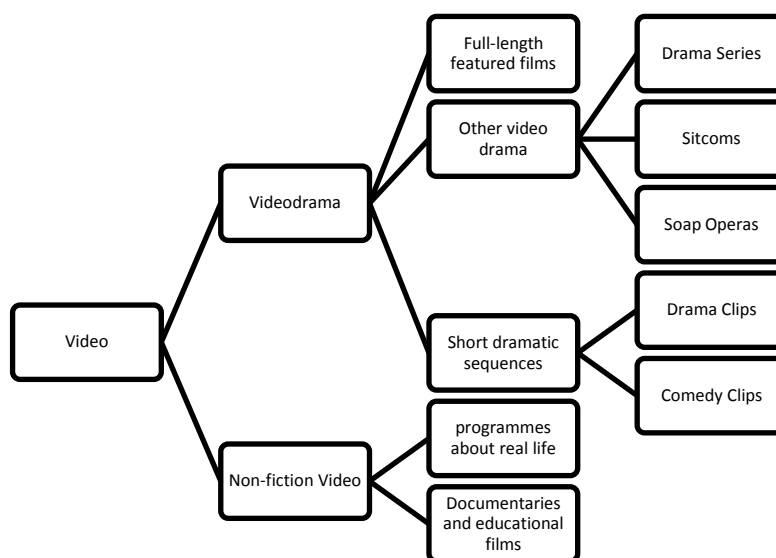 Full-length
featured films
Drama Series
Other video
drama
Sitcoms
Videodrama
Soap Operas
Drama Clips
Video
Short dramatic
sequences
Comedy Clips
programmes
about real life
Non-fiction Video
Documentaries
and educational
films